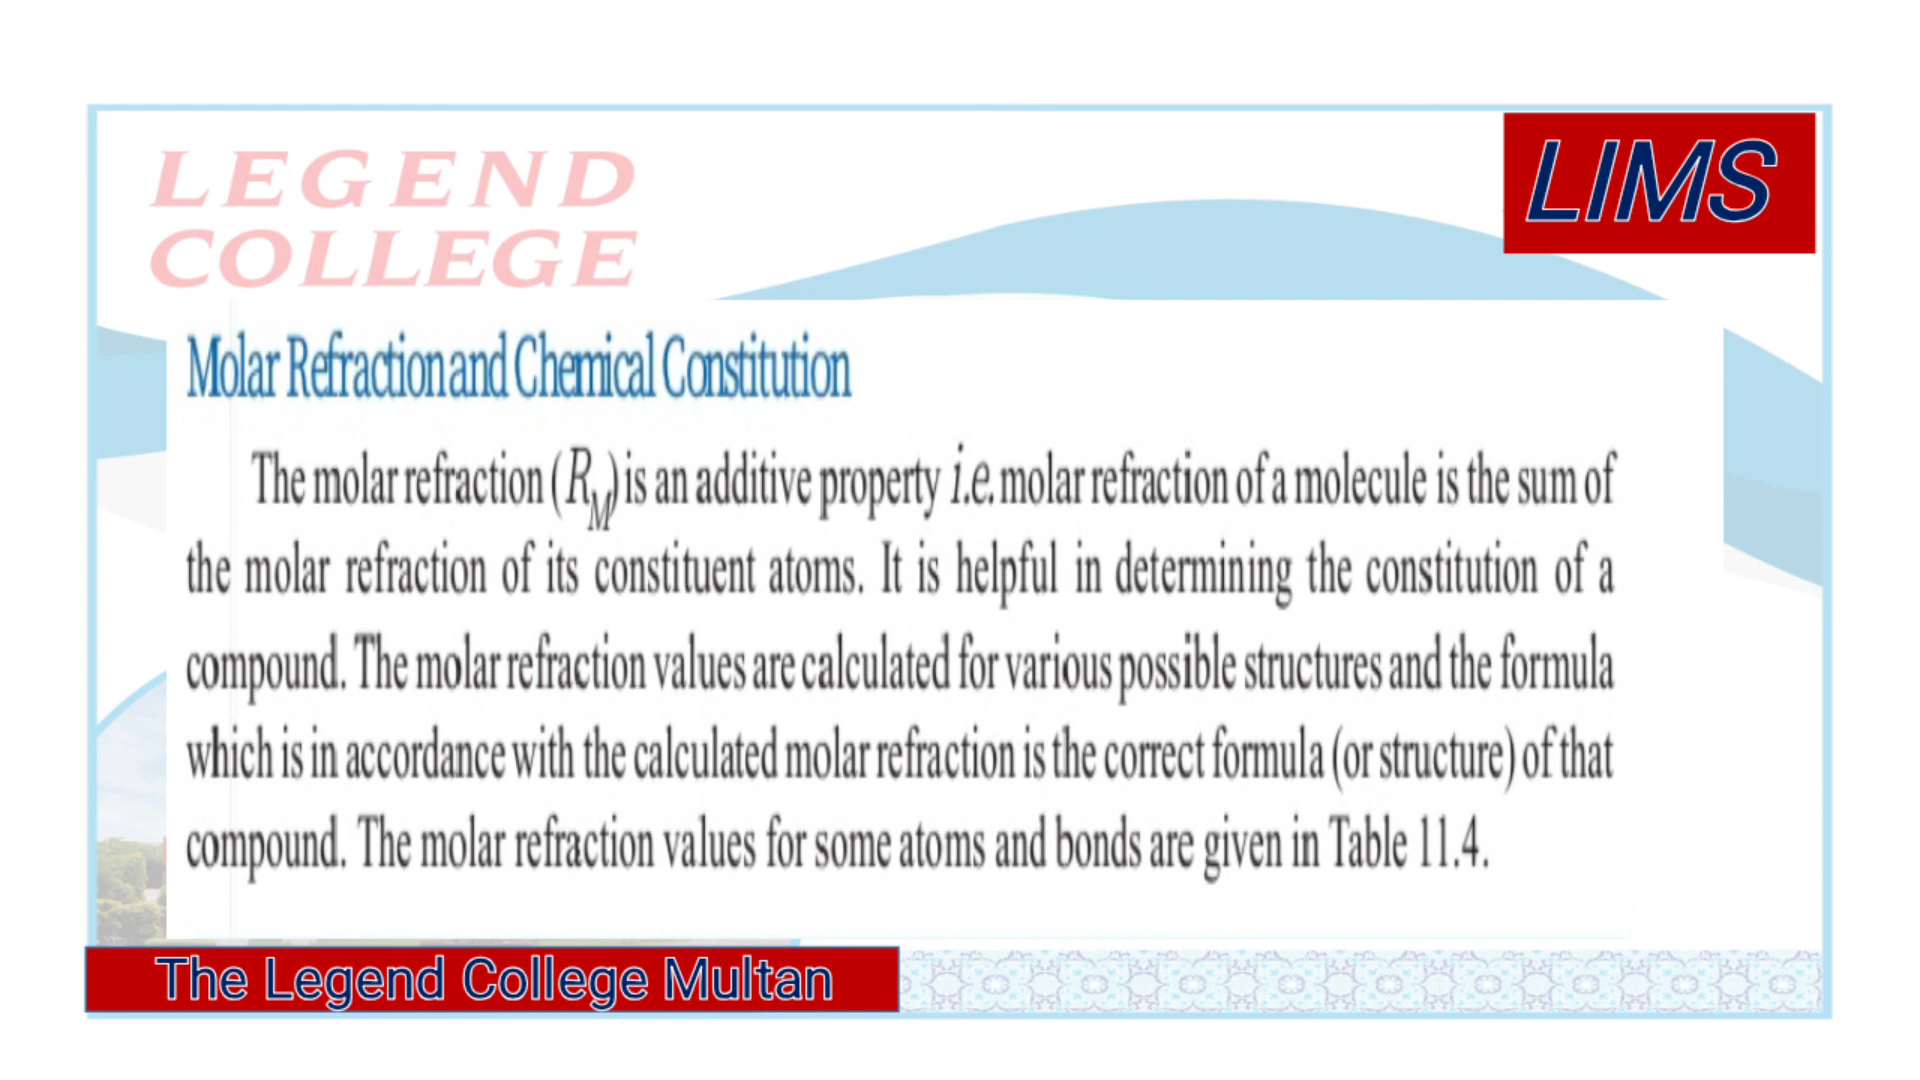 LEGEND
COLLEGE
LIMS
Molar Refraction and Chemical Constitution
The molar refraction (R_M) is an additive property i.e. molar refraction of a molecule is the sum of
the molar refraction of its constituent atoms. It is helpful in determining the constitution of a
compound. The molar refraction values are calculated for various possible structures and the formula
which is in accordance with the calculated molar refraction is the correct formula (or structure) of that
compound. The molar refraction values for some atoms and bonds are given in Table 11.4.
The Legend College Multan